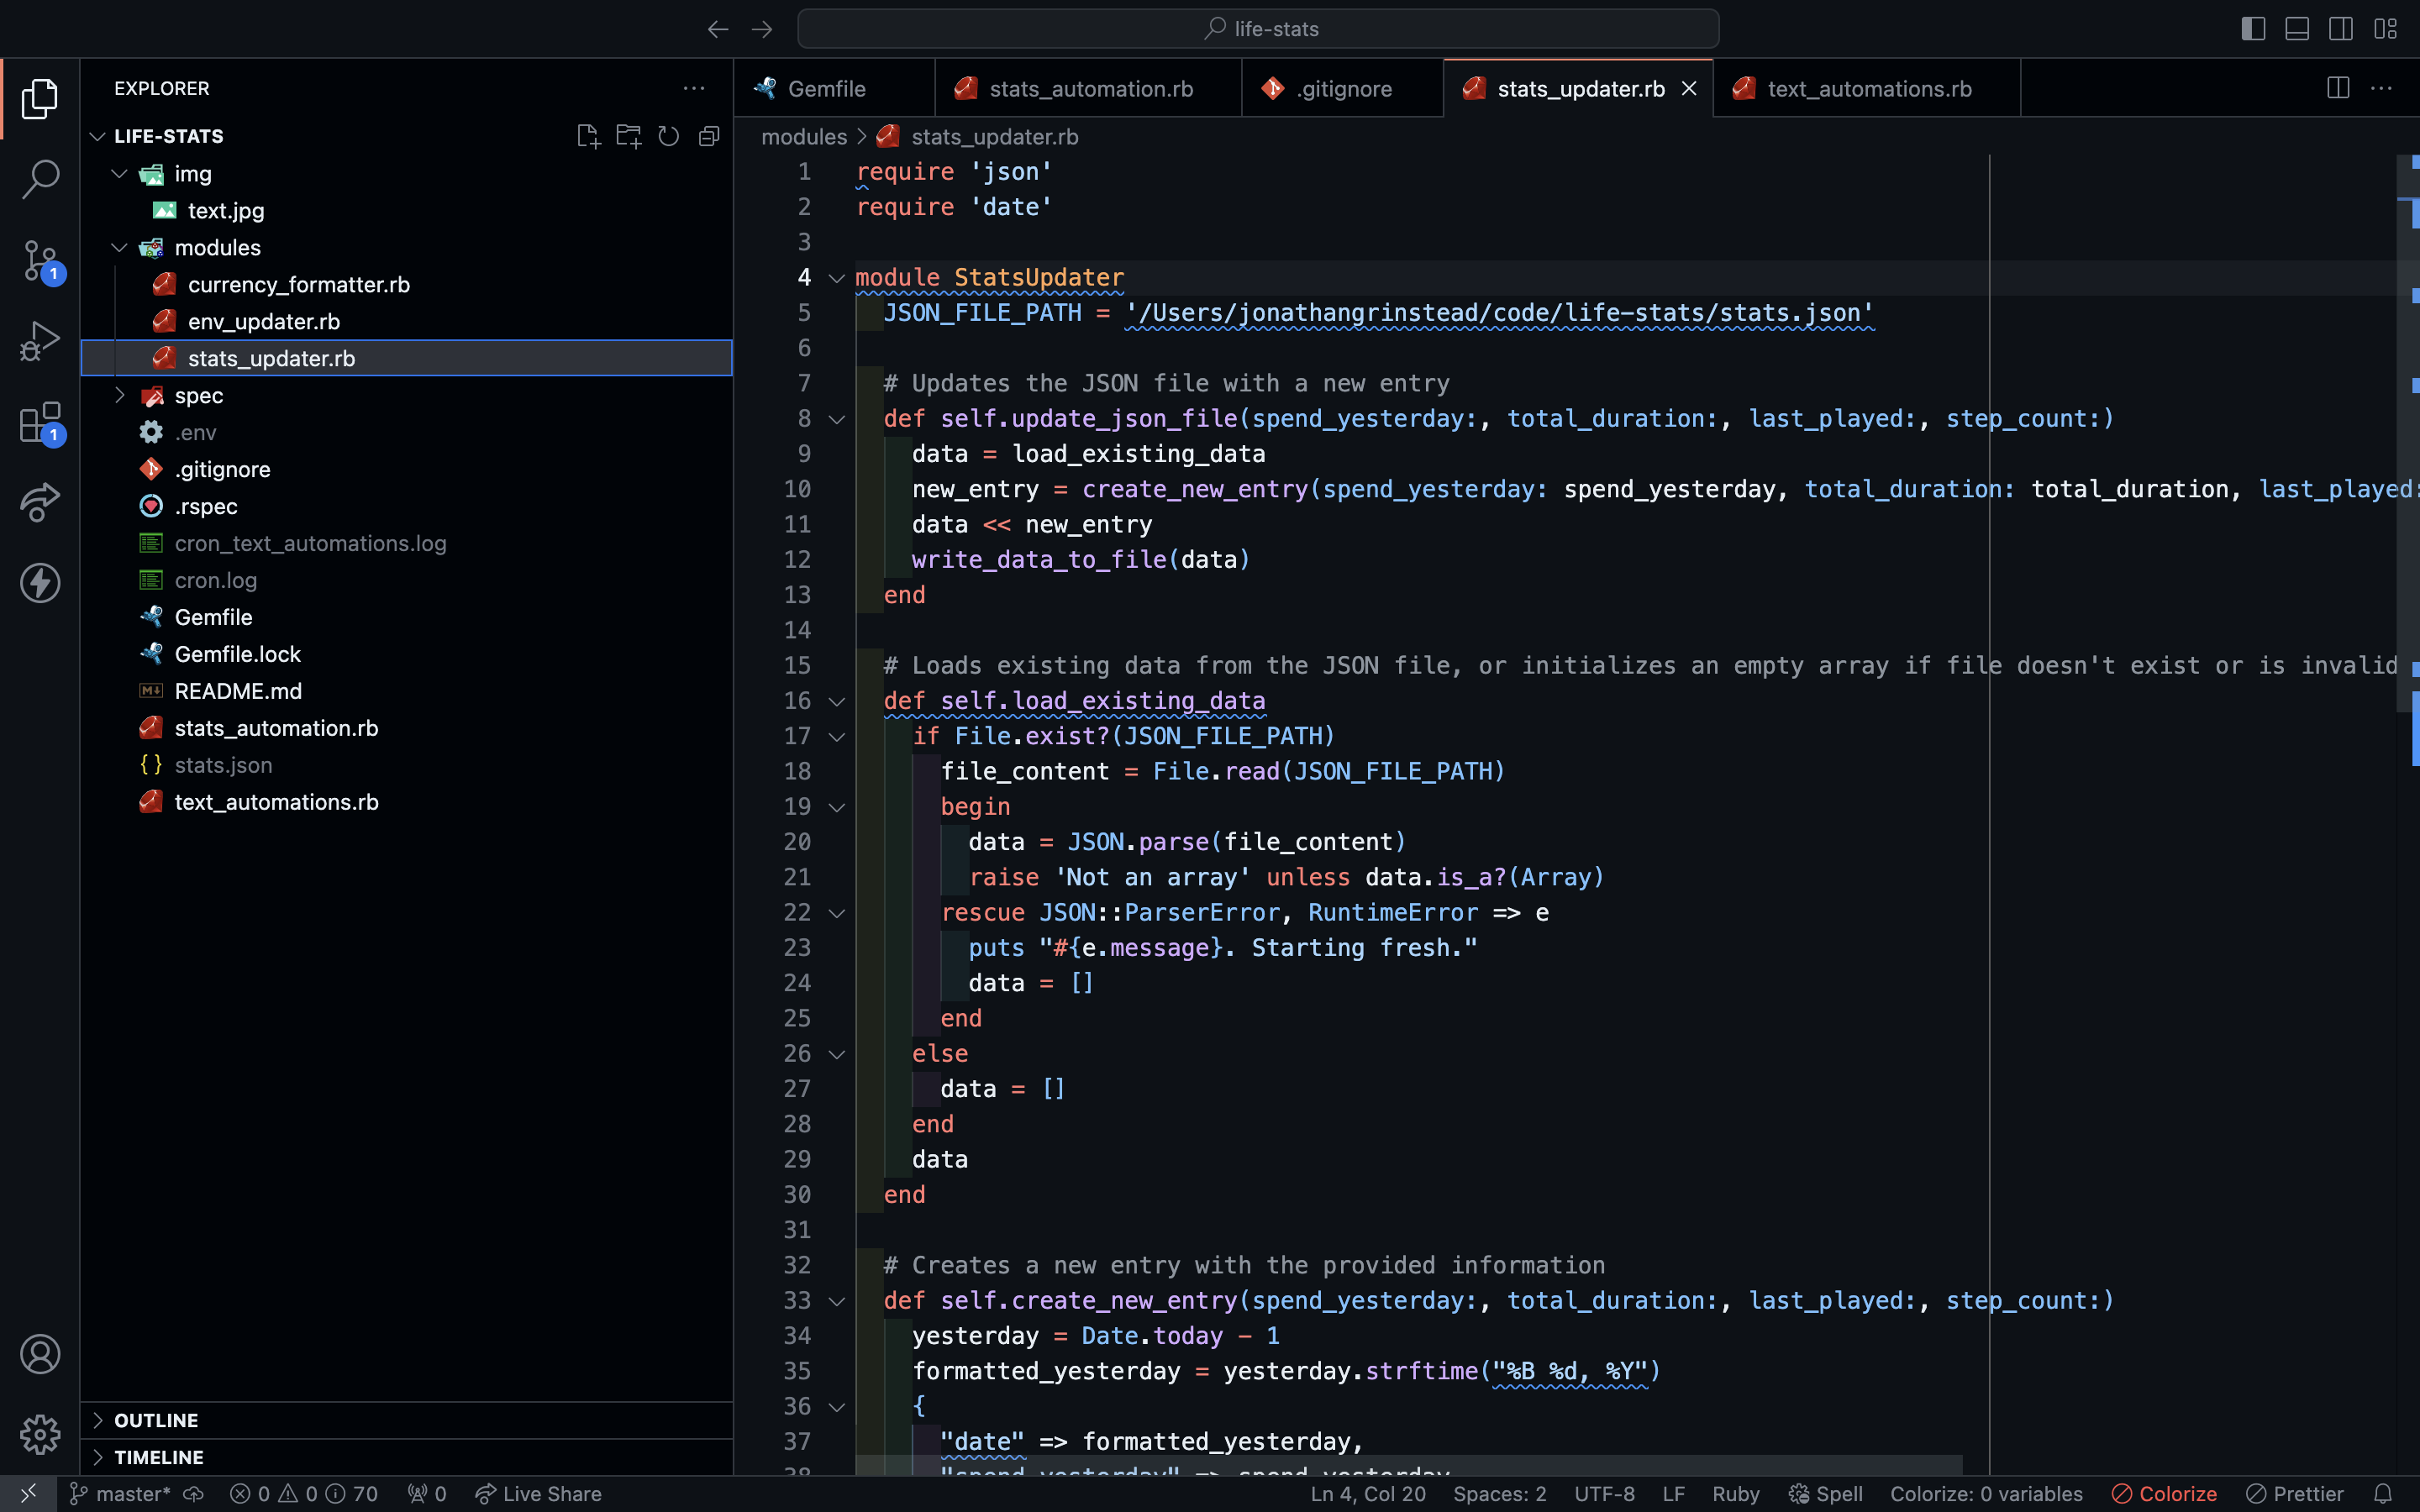 life-stats
EXPLORER
LIFE-STATS
img
text.jpg
modules
currency_formatter.rb
env_updater.rb
stats_updater.rb
spec
.env
.gitignore
.rspec
cron_text_automations.log
cron.log
Gemfile
Gemfile.lock
README.md
stats_automation.rb
stats.json
text_automations.rb
OUTLINE
TIMELINE
1
1
Gemfile stats_automation.rb .gitignore stats_updater.rb text_automations.rb
modules > stats_updater.rb
1 require 'json'
2 require 'date'
3
4 module StatsUpdater
5 JSON_FILE_PATH = '/Users/jonathangrinstead/code/life-stats/stats.json'
6
7 # Updates the JSON file with a new entry
8 def self.update_json_file(spend_yesterday:, total_duration:, last_played:, step_count:)
9 data = load_existing_data
10 new_entry = create_new_entry(spend_yesterday: spend_yesterday, total_duration: total_duration, last_played:
11 data << new_entry
12 write_data_to_file(data)
13 end
14
15 # Loads existing data from the JSON file, or initializes an empty array if file doesn't exist or is invalid
16 def self.load_existing_data
17 if File.exist?(JSON_FILE_PATH)
18 file_content = File.read(JSON_FILE_PATH)
19 begin
20 data = JSON.parse(file_content)
21 raise 'Not an array' unless data.is_a?(Array)
22 rescue JSON::ParserError, RuntimeError => e
23 puts "#{e.message}. Starting fresh."
24 data = []
25 end
26 else
27 data = []
28 end
29 data
30 end
31
32 # Creates a new entry with the provided information
33 def self.create_new_entry(spend_yesterday:, total_duration:, last_played:, step_count:)
34 yesterday = Date.today - 1
35 formatted_yesterday = yesterday.strftime("%B %d, %Y")
36 {
37 "date" => formatted_yesterday,
38 "spend_yesterday" => spend_yesterday
master* 0 0 70 0 Live Share Ln 4, Col 20 Spaces: 2 UTF-8 LF Ruby Spell Colorize: 0 variables Colorize Prettier